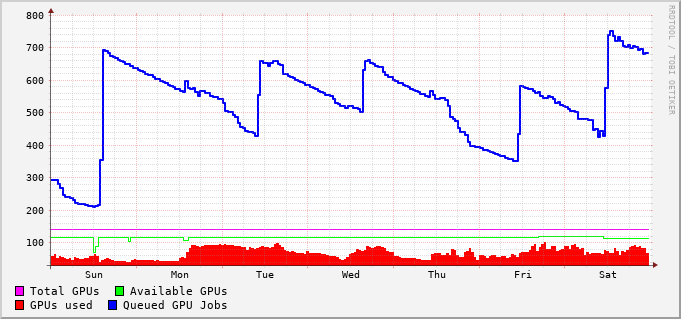 800
700
600
500
400
300
200
100
Sun Mon Tue Wed Thu Fri Sat
RRDTOOL / TOBI OETIKER
Total GPUs Available GPUs
GPUs used Queued GPU Jobs